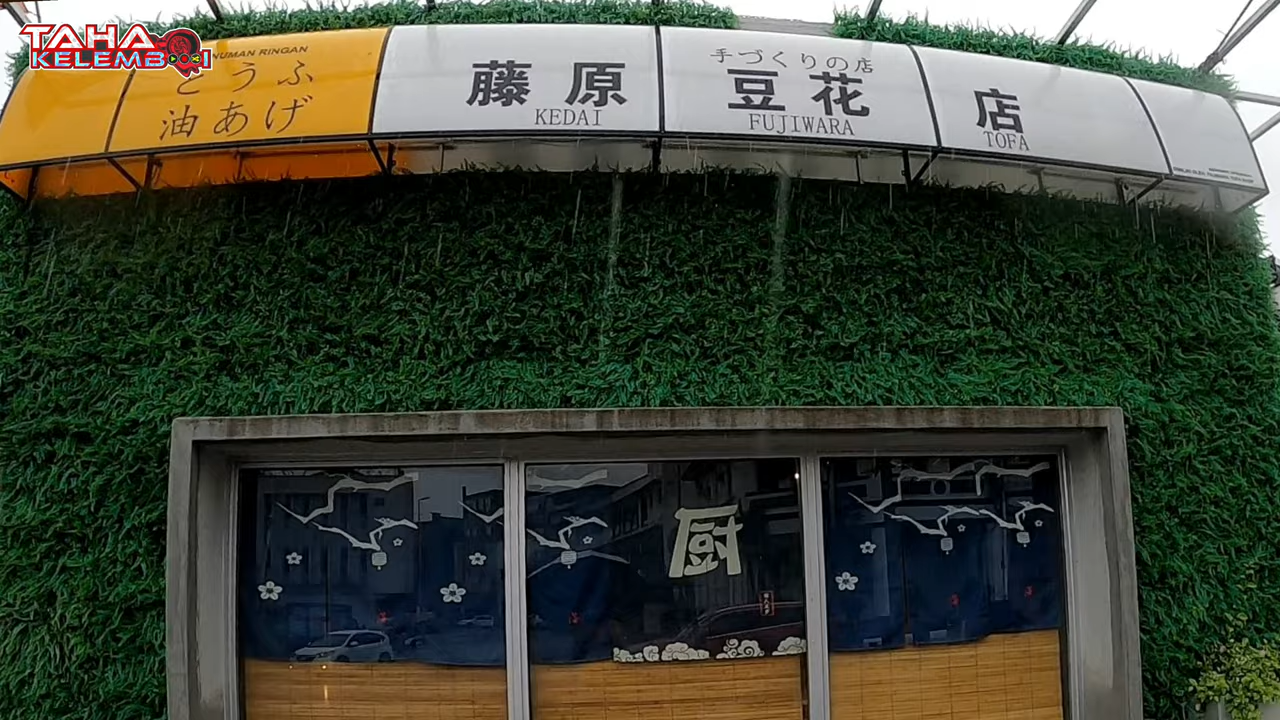 TAHA
KELEMBOI
NUMAN RINGAN
とうふ
油あげ
藤原
KEDAI
手づくりの店
豆花
FUJIWARA
店
TOFA
厨